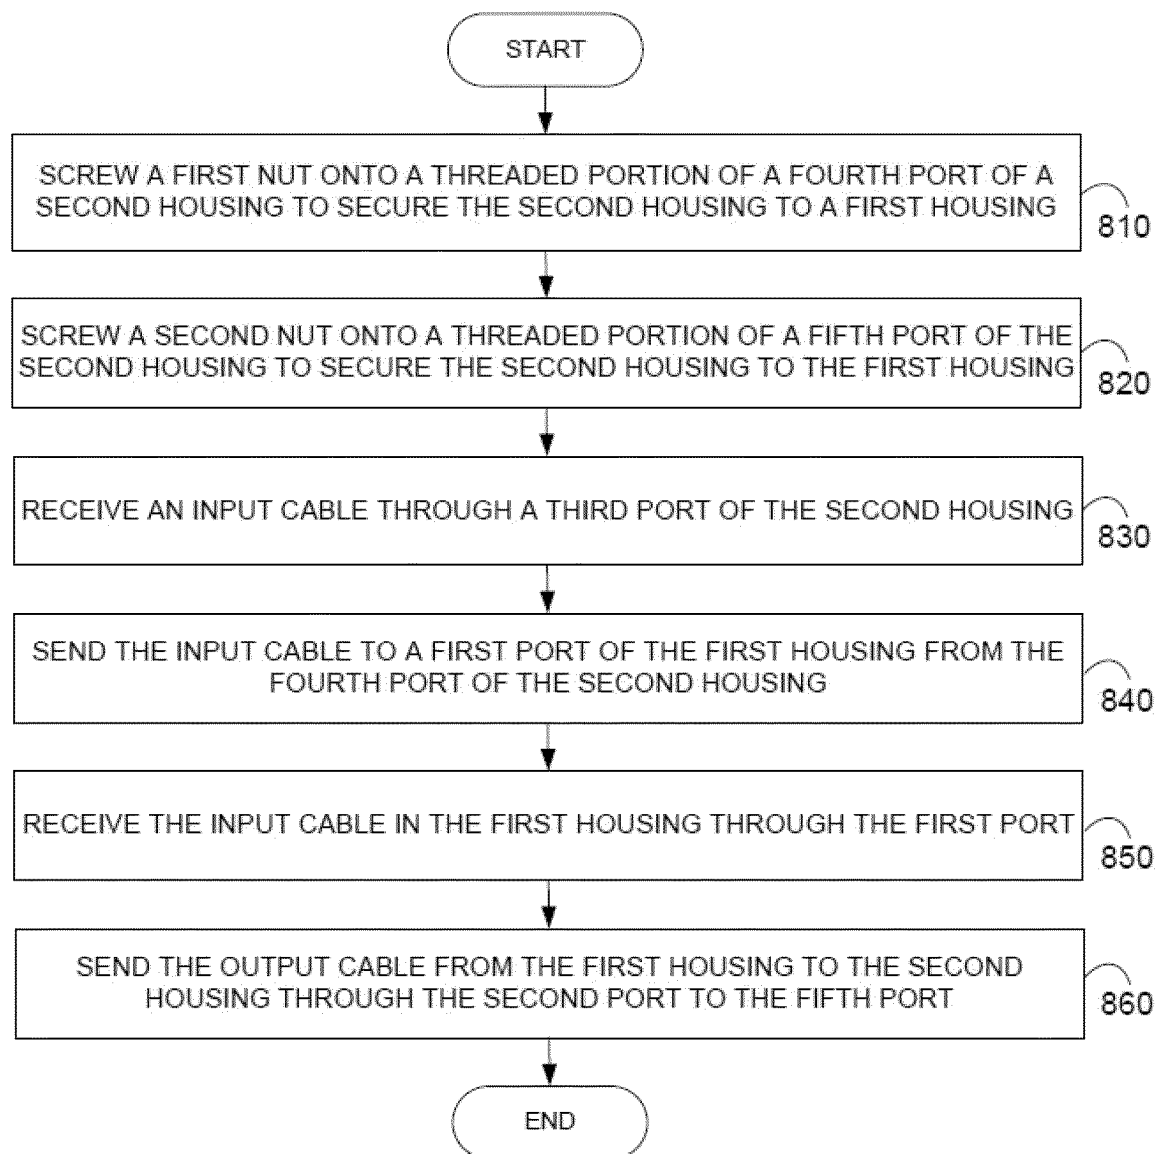 START
SCREW A FIRST NUT ONTO A THREADED PORTION OF A FOURTH PORT OF A
SECOND HOUSING TO SECURE THE SECOND HOUSING TO A FIRST HOUSING
810
SCREW A SECOND NUT ONTO A THREADED PORTION OF A FIFTH PORT OF THE
SECOND HOUSING TO SECURE THE SECOND HOUSING TO THE FIRST HOUSING
820
RECEIVE AN INPUT CABLE THROUGH A THIRD PORT OF THE SECOND HOUSING
830
SEND THE INPUT CABLE TO A FIRST PORT OF THE FIRST HOUSING FROM THE
FOURTH PORT OF THE SECOND HOUSING
840
RECEIVE THE INPUT CABLE IN THE FIRST HOUSING THROUGH THE FIRST PORT
850
SEND THE OUTPUT CABLE FROM THE FIRST HOUSING TO THE SECOND
HOUSING THROUGH THE SECOND PORT TO THE FIFTH PORT
860
END